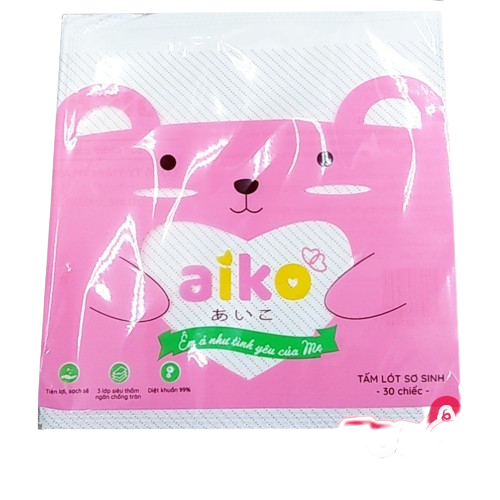 aiko
あいこ
Êm ái như tình yêu của Mẹ
Tiện lợi, sạch sẽ
3 lớp siêu thấm
ngăn chống tràn
Diệt khuẩn 99%
TẤM LÓT SƠ SINH
- 30 chiếc -